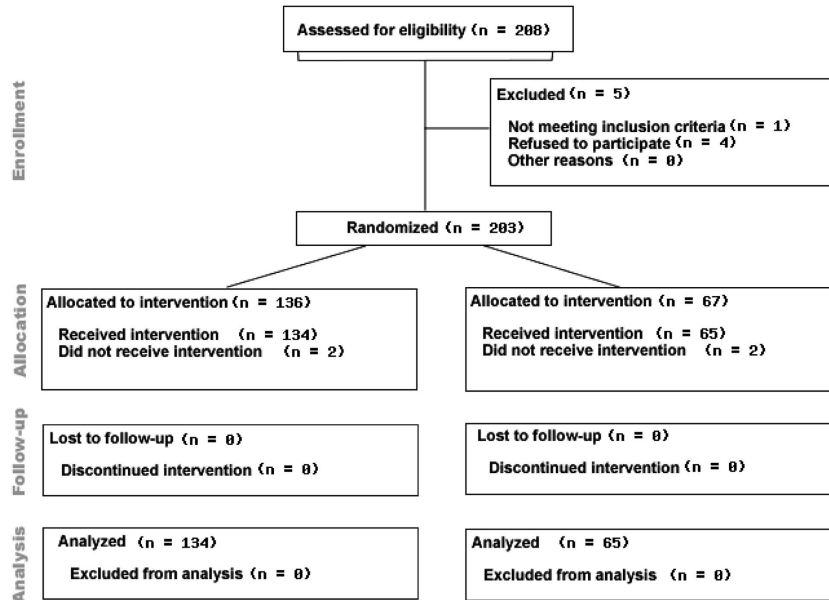 Assessed for eligibility (n = 208)
Enrollment
Excluded (n = 5)
Not meeting inclusion criteria (n = 1)
Refused to participate (n = 4)
Other reasons (n = 0)
Randomized (n = 203)
Allocation
Allocated to intervention (n = 136)
Received intervention (n = 134)
Did not receive intervention (n = 2)
Allocated to intervention (n = 67)
Received intervention (n = 65)
Did not receive intervention (n = 2)
Follow-up
Lost to follow-up (n = 0)
Discontinued intervention (n = 0)
Lost to follow-up (n = 0)
Discontinued intervention (n = 0)
Analysis
Analyzed (n = 134)
Excluded from analysis (n = 0)
Analyzed (n = 65)
Excluded from analysis (n = 0)